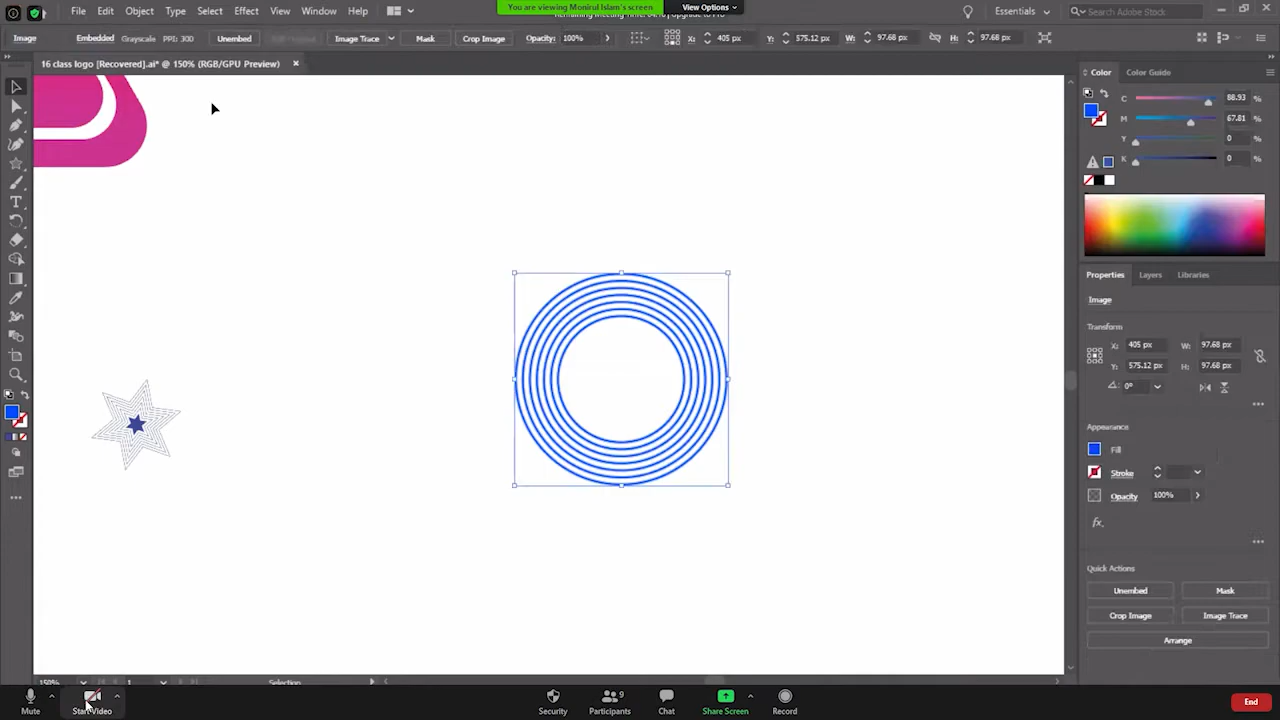 You are viewing Monirul Islam's screen
View Options
File Edit Object Type Select Effect View Window Help
Essentials
Search Adobe Stock
Image
Embedded Grayscale PPI: 300 Unembed
Image Trace
Mask
Crop Image
Opacity: 100%
X: 405 px
Y: 575.12 px
W: 97.68 px
H: 97.68 px
16 class logo [Recovered].ai* @ 150% (RGB/GPU Preview)
Color
Color Guide
C 88.93 %
M 67.81 %
Y 0 %
K 0 %
Properties Layers Libraries
Image
Transform
X: 405 px W: 97.68 px
Y: 575.12 px H: 97.68 px
0°
Appearance
Fill
Stroke
Opacity 100%
fx.
Quick Actions
Unembed
Mask
Crop Image
Image Trace
Arrange
150%
1
Selection
Mute
Start Video
Security
Participants 9
Chat
Share Screen
Record
End